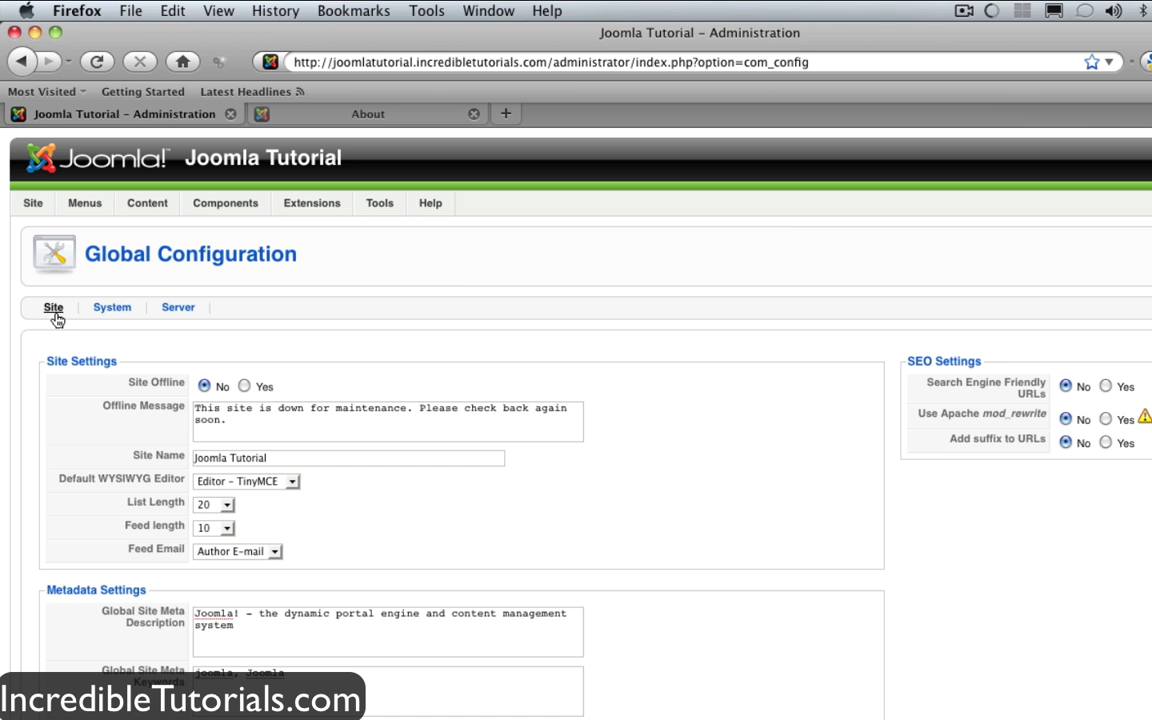 Firefox File Edit View History Bookmarks Tools Window Help
Joomla Tutorial – Administration
http://joomlatutorial.incredibletutorials.com/administrator/index.php?option=com_config
Most Visited Getting Started Latest Headlines
Joomla Tutorial – Administration About
Joomla! Joomla Tutorial
Site Menus Content Components Extensions Tools Help
Global Configuration
Site System Server
Site Settings
Site Offline No Yes
Offline Message This site is down for maintenance. Please check back again
soon.
Site Name Joomla Tutorial
Default WYSIWYG Editor Editor – TinyMCE
List Length 20
Feed length 10
Feed Email Author E-mail
SEO Settings
Search Engine Friendly
URLs No Yes
Use Apache mod_rewrite No Yes
Add suffix to URLs No Yes
Metadata Settings
Global Site Meta
Description Joomla! - the dynamic portal engine and content management
system
Global Site Meta
Keywords joomla, Joomla
IncredibleTutorials.com